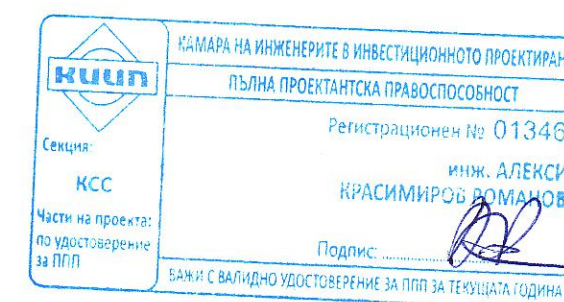 КАМАРА НА ИНЖЕНЕРИТЕ В ИНВЕСТИЦИОННОТО ПРОЕКТИРАН
КИИП
ПЪЛНА ПРОЕКТАНТСКА ПРАВОСПОСОБНОСТ
Регистрационен № 01346
Секция:
КСС
инж. АЛЕКСИ
КРАСИМИРОВ РОМАНОВ
Части на проекта:
по удостоверение
за ППП
Подпис:
ВАЖИ С ВАЛИДНО УДОСТОВЕРЕНИЕ ЗА ППП ЗА ТЕКУЩАТА ГОДИНА